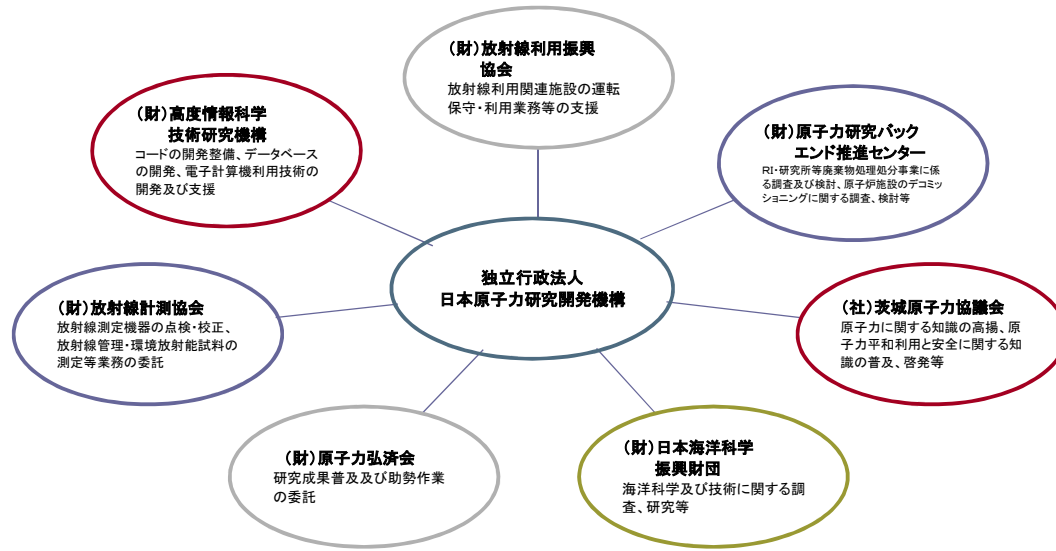 (財)放射線利用振興
協会
放射線利用関連施設の運転
保守・利用業務等の支援
(財)高度情報科学
技術研究機構
コードの開発整備、データベース
の開発、電子計算機利用技術の
開発及び支援
(財)原子力研究バック
エンド推進センター
RI・研究所等廃棄物処理処分事業に係
る調査及び検討、原子炉施設のデコミッ
ショニングに関する調査、検討等
独立行政法人
日本原子力研究開発機構
(財)放射線計測協会
放射線測定機器の点検・校正、
放射線管理・環境放射能試料の
測定等業務の委託
(社)茨城原子力協議会
原子力に関する知識の高揚、原
子力平和利用と安全に関する知
識の普及、啓発等
(財)原子力弘済会
研究成果普及及び助勢作業
の委託
(財)日本海洋科学
振興財団
海洋科学及び技術に関する調
査、研究等